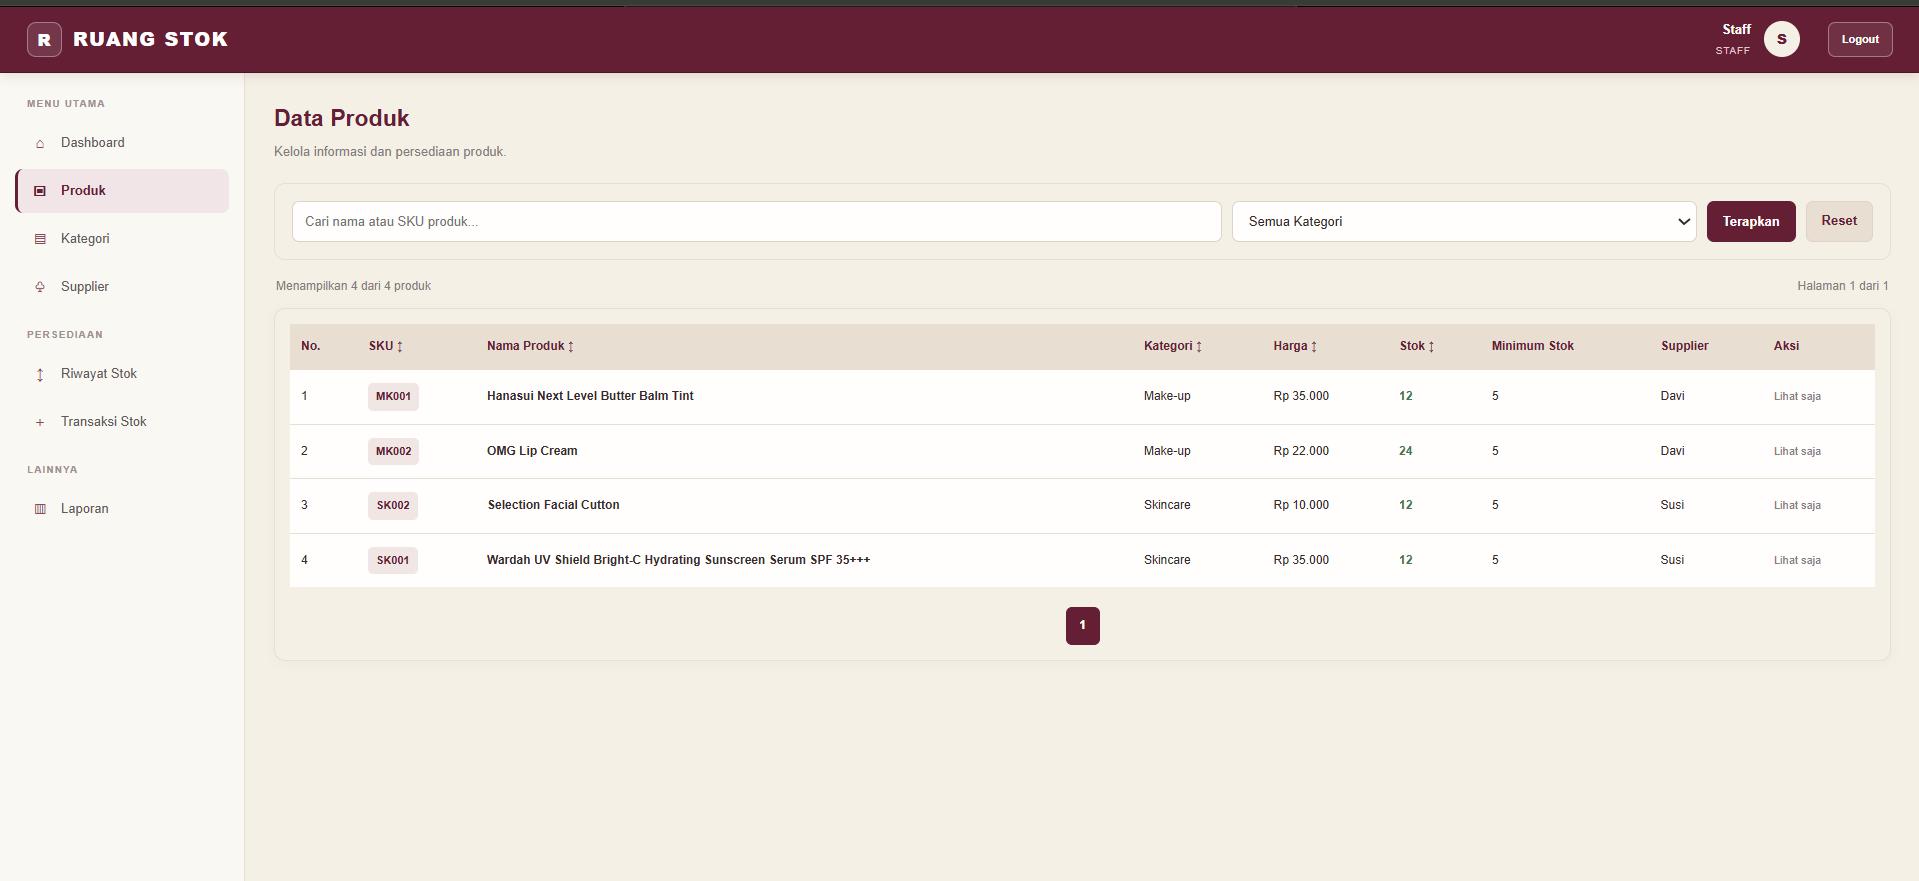 R RUANG STOK
Staff
STAFF
S
Logout
MENU UTAMA
Dashboard
Produk
Kategori
Supplier
PERSEDIAAN
Riwayat Stok
Transaksi Stok
LAINNYA
Laporan
Data Produk
Kelola informasi dan persediaan produk.
Cari nama atau SKU produk... Semua Kategori Terapkan Reset
Menampilkan 4 dari 4 produk Halaman 1 dari 1
No. SKU ↕ Nama Produk ↕ Kategori ↕ Harga ↕ Stok ↕ Minimum Stok Supplier Aksi
1 MK001 Hanasui Next Level Butter Balm Tint Make-up Rp 35.000 12 5 Davi Lihat saja
2 MK002 OMG Lip Cream Make-up Rp 22.000 24 5 Davi Lihat saja
3 SK002 Selection Facial Cutton Skincare Rp 10.000 12 5 Susi Lihat saja
4 SK001 Wardah UV Shield Bright-C Hydrating Sunscreen Serum SPF 35+++ Skincare Rp 35.000 12 5 Susi Lihat saja
1